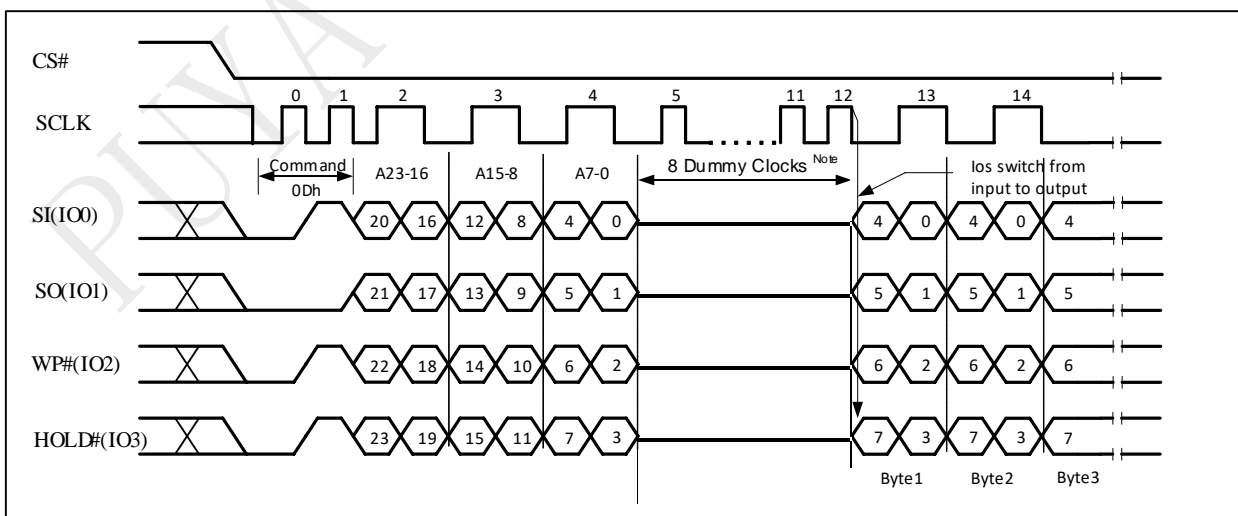 PUYA
CS#
0 1 2 3 4 5 11 12 13 14
SCLK
Command
0Dh
A23-16 A15-8 A7-0
8 Dummy Clocks Note
Ios switch from
input to output
SI(IO0) 20 16 12 8 4 0 4 0 4 0 4
SO(IO1) 21 17 13 9 5 1 5 1 5 1 5
WP#(IO2) 22 18 14 10 6 2 6 2 6 2 6
HOLD#(IO3) 23 19 15 11 7 3 7 3 7 3 7
Byte1 Byte2 Byte3